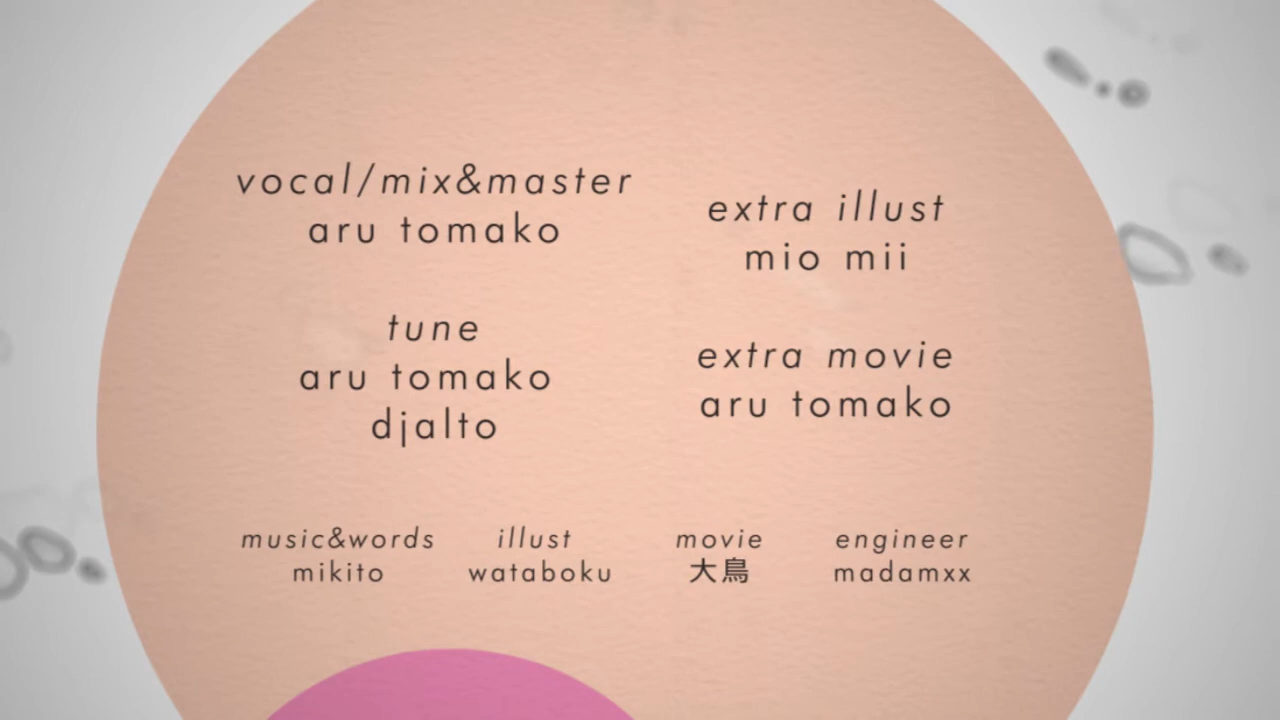 vocal/mix&master
aru tomako
extra illust
mio mii
tune
aru tomako
djalto
extra movie
aru tomako
music&words
mikito
illust
wataboku
movie
大鳥
engineer
madamxx